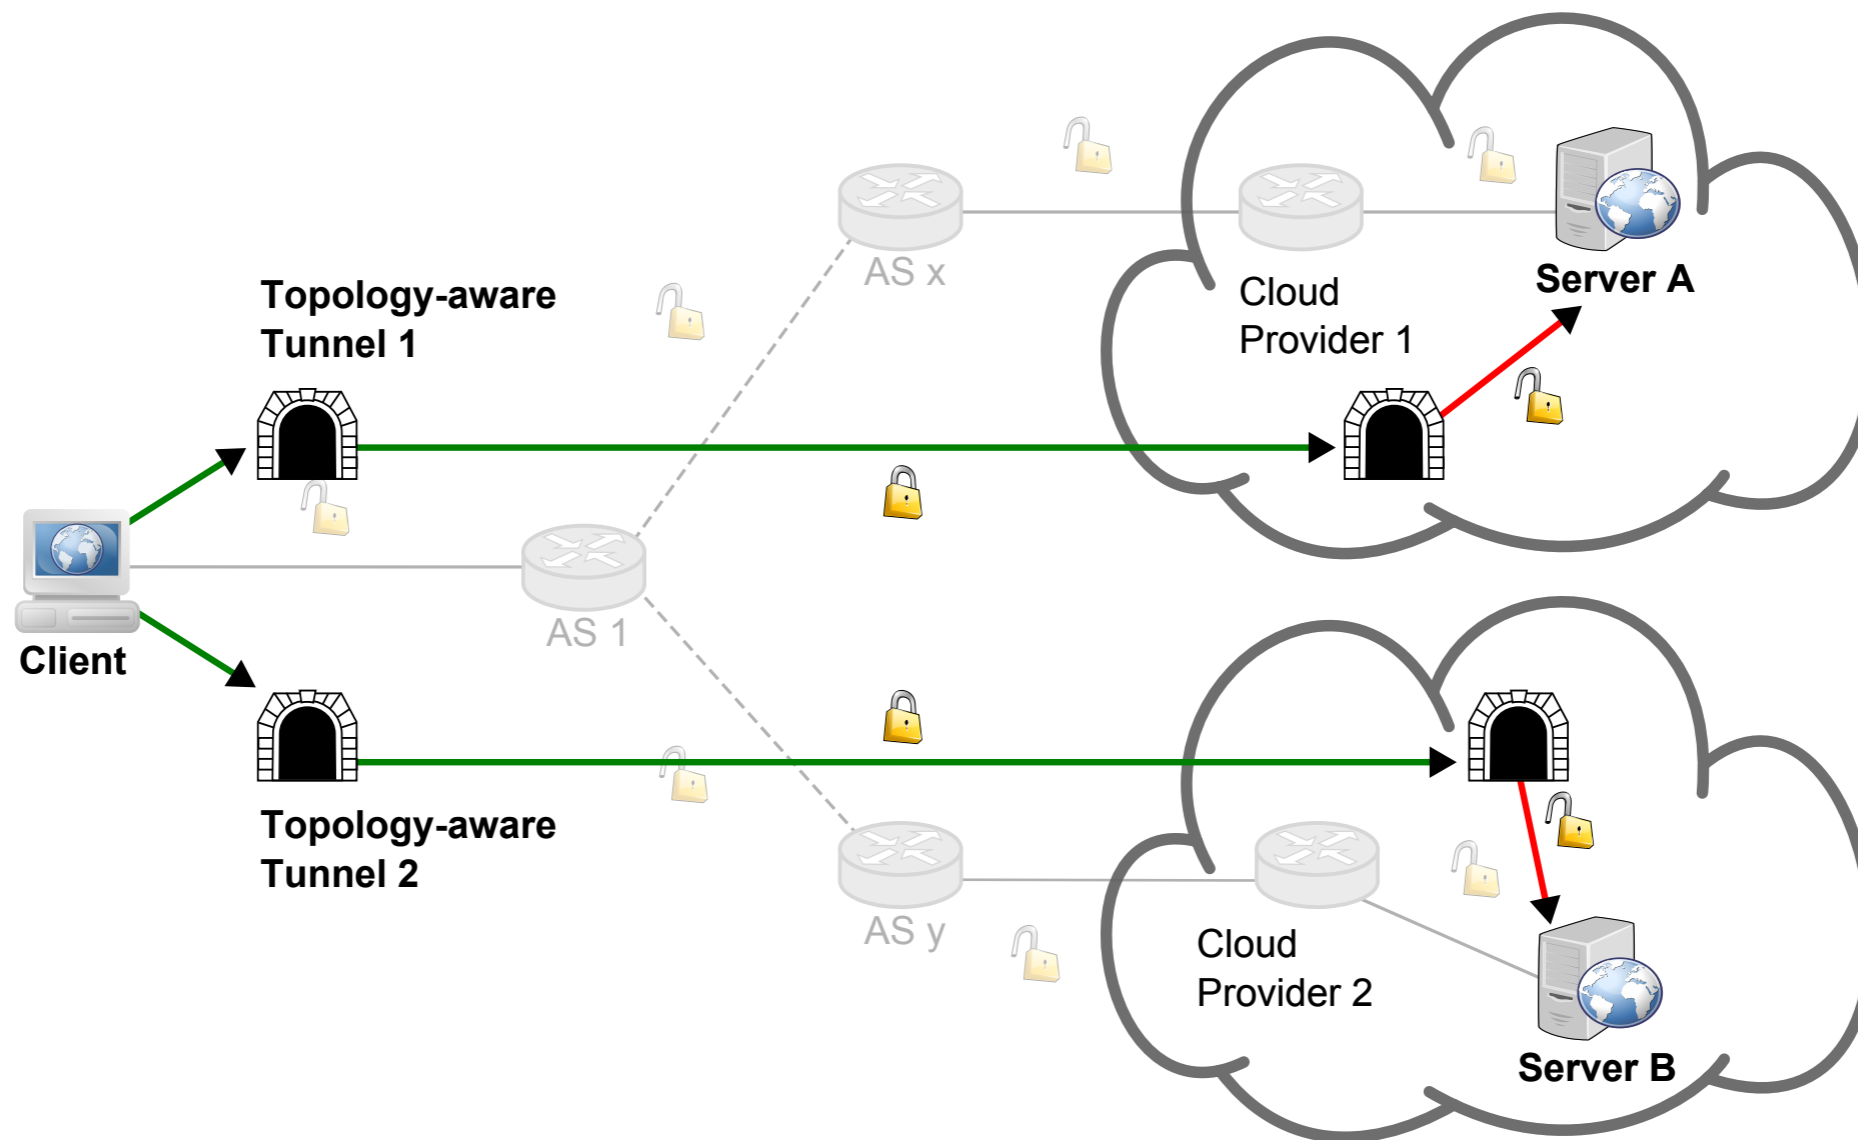 AS x
Server A
Cloud
Provider 1
Topology-aware
Tunnel 1
AS 1
Client
Topology-aware
Tunnel 2
AS y
Cloud
Provider 2
Server B